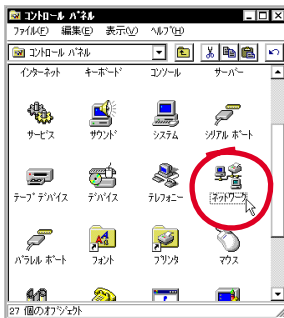 コントロール パネル
ファイル(F) 編集(E) 表示(V) ヘルプ(H)
コントロール パネル
インターネット キーボード コンソール サーバー
サービス サウンド システム シリアル ポート
テープ デバイス デバイス テレフォニー ネットワーク
パラレル ポート フォント プリンタ マウス
27 個のオブジェクト